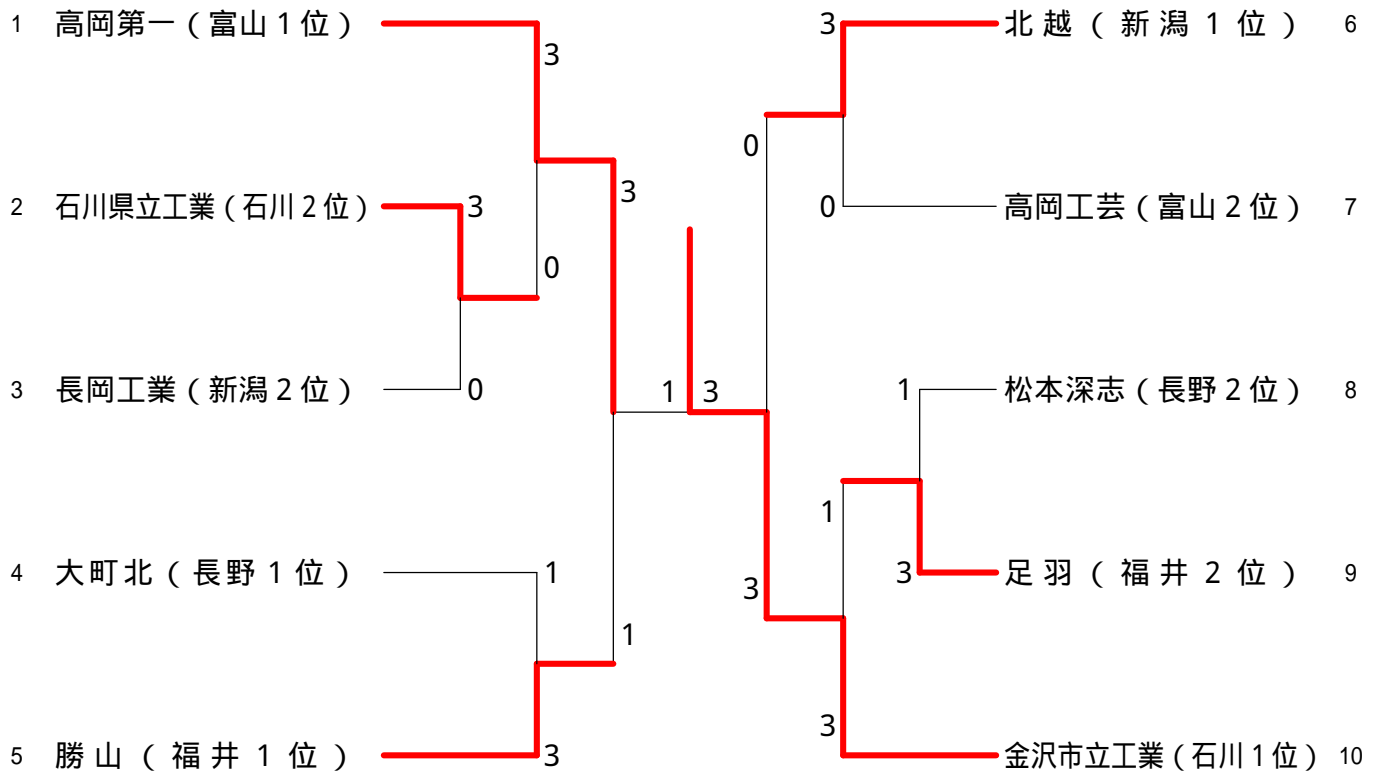 1 高岡第一（富山１位） 3 3 北越（新潟１位） 6
3
0
2 石川県立工業（石川２位） 3 0 高岡工芸（富山２位） 7
0
3 長岡工業（新潟２位） 0 1 3 1 松本深志（長野２位） 8
1
4 大町北（長野１位） 1 3 3 足羽（福井２位） 9
1
5 勝山（福井１位） 3 3 金沢市立工業（石川１位） 10